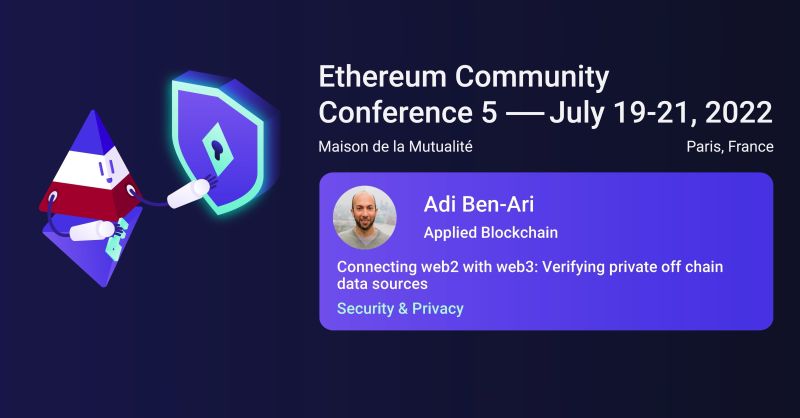 Ethereum Community
Conference 5 — July 19-21, 2022
Maison de la Mutualité
Paris, France
Adi Ben-Ari
Applied Blockchain
Connecting web2 with web3: Verifying private off chain
data sources
Security & Privacy